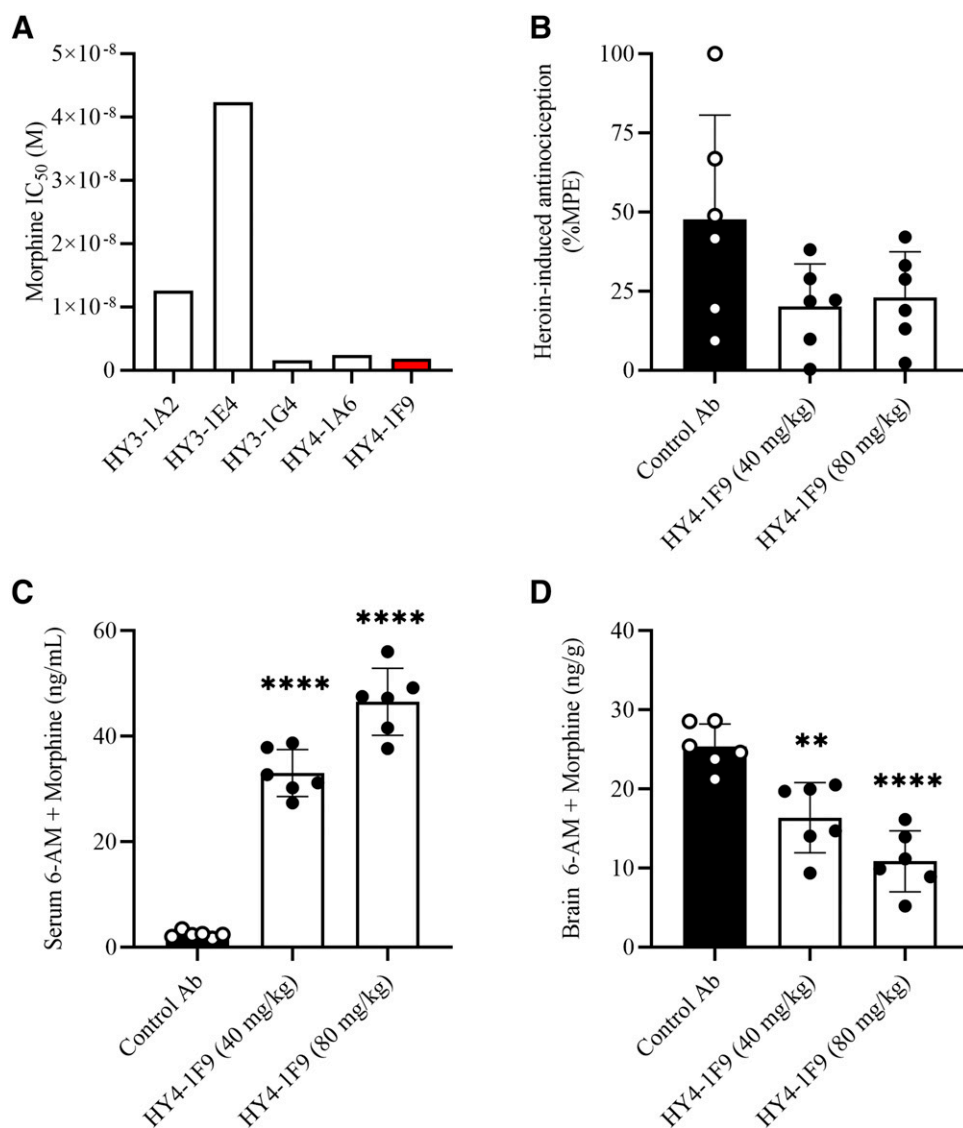 A
Morphine IC50 (M)
5×10-8
4×10-8
3×10-8
2×10-8
1×10-8
0
HY3-1A2
HY3-1E4
HY3-1G4
HY4-1A6
HY4-1F9
B
Heroin-induced antinociception
(%MPE)
100
75
50
25
0
Control Ab
HY4-1F9 (40 mg/kg)
HY4-1F9 (80 mg/kg)
C
Serum 6-AM + Morphine (ng/mL)
60
40
20
0
****
****
Control Ab
HY4-1F9 (40 mg/kg)
HY4-1F9 (80 mg/kg)
D
Brain 6-AM + Morphine (ng/g)
40
30
20
10
0
**
****
Control Ab
HY4-1F9 (40 mg/kg)
HY4-1F9 (80 mg/kg)